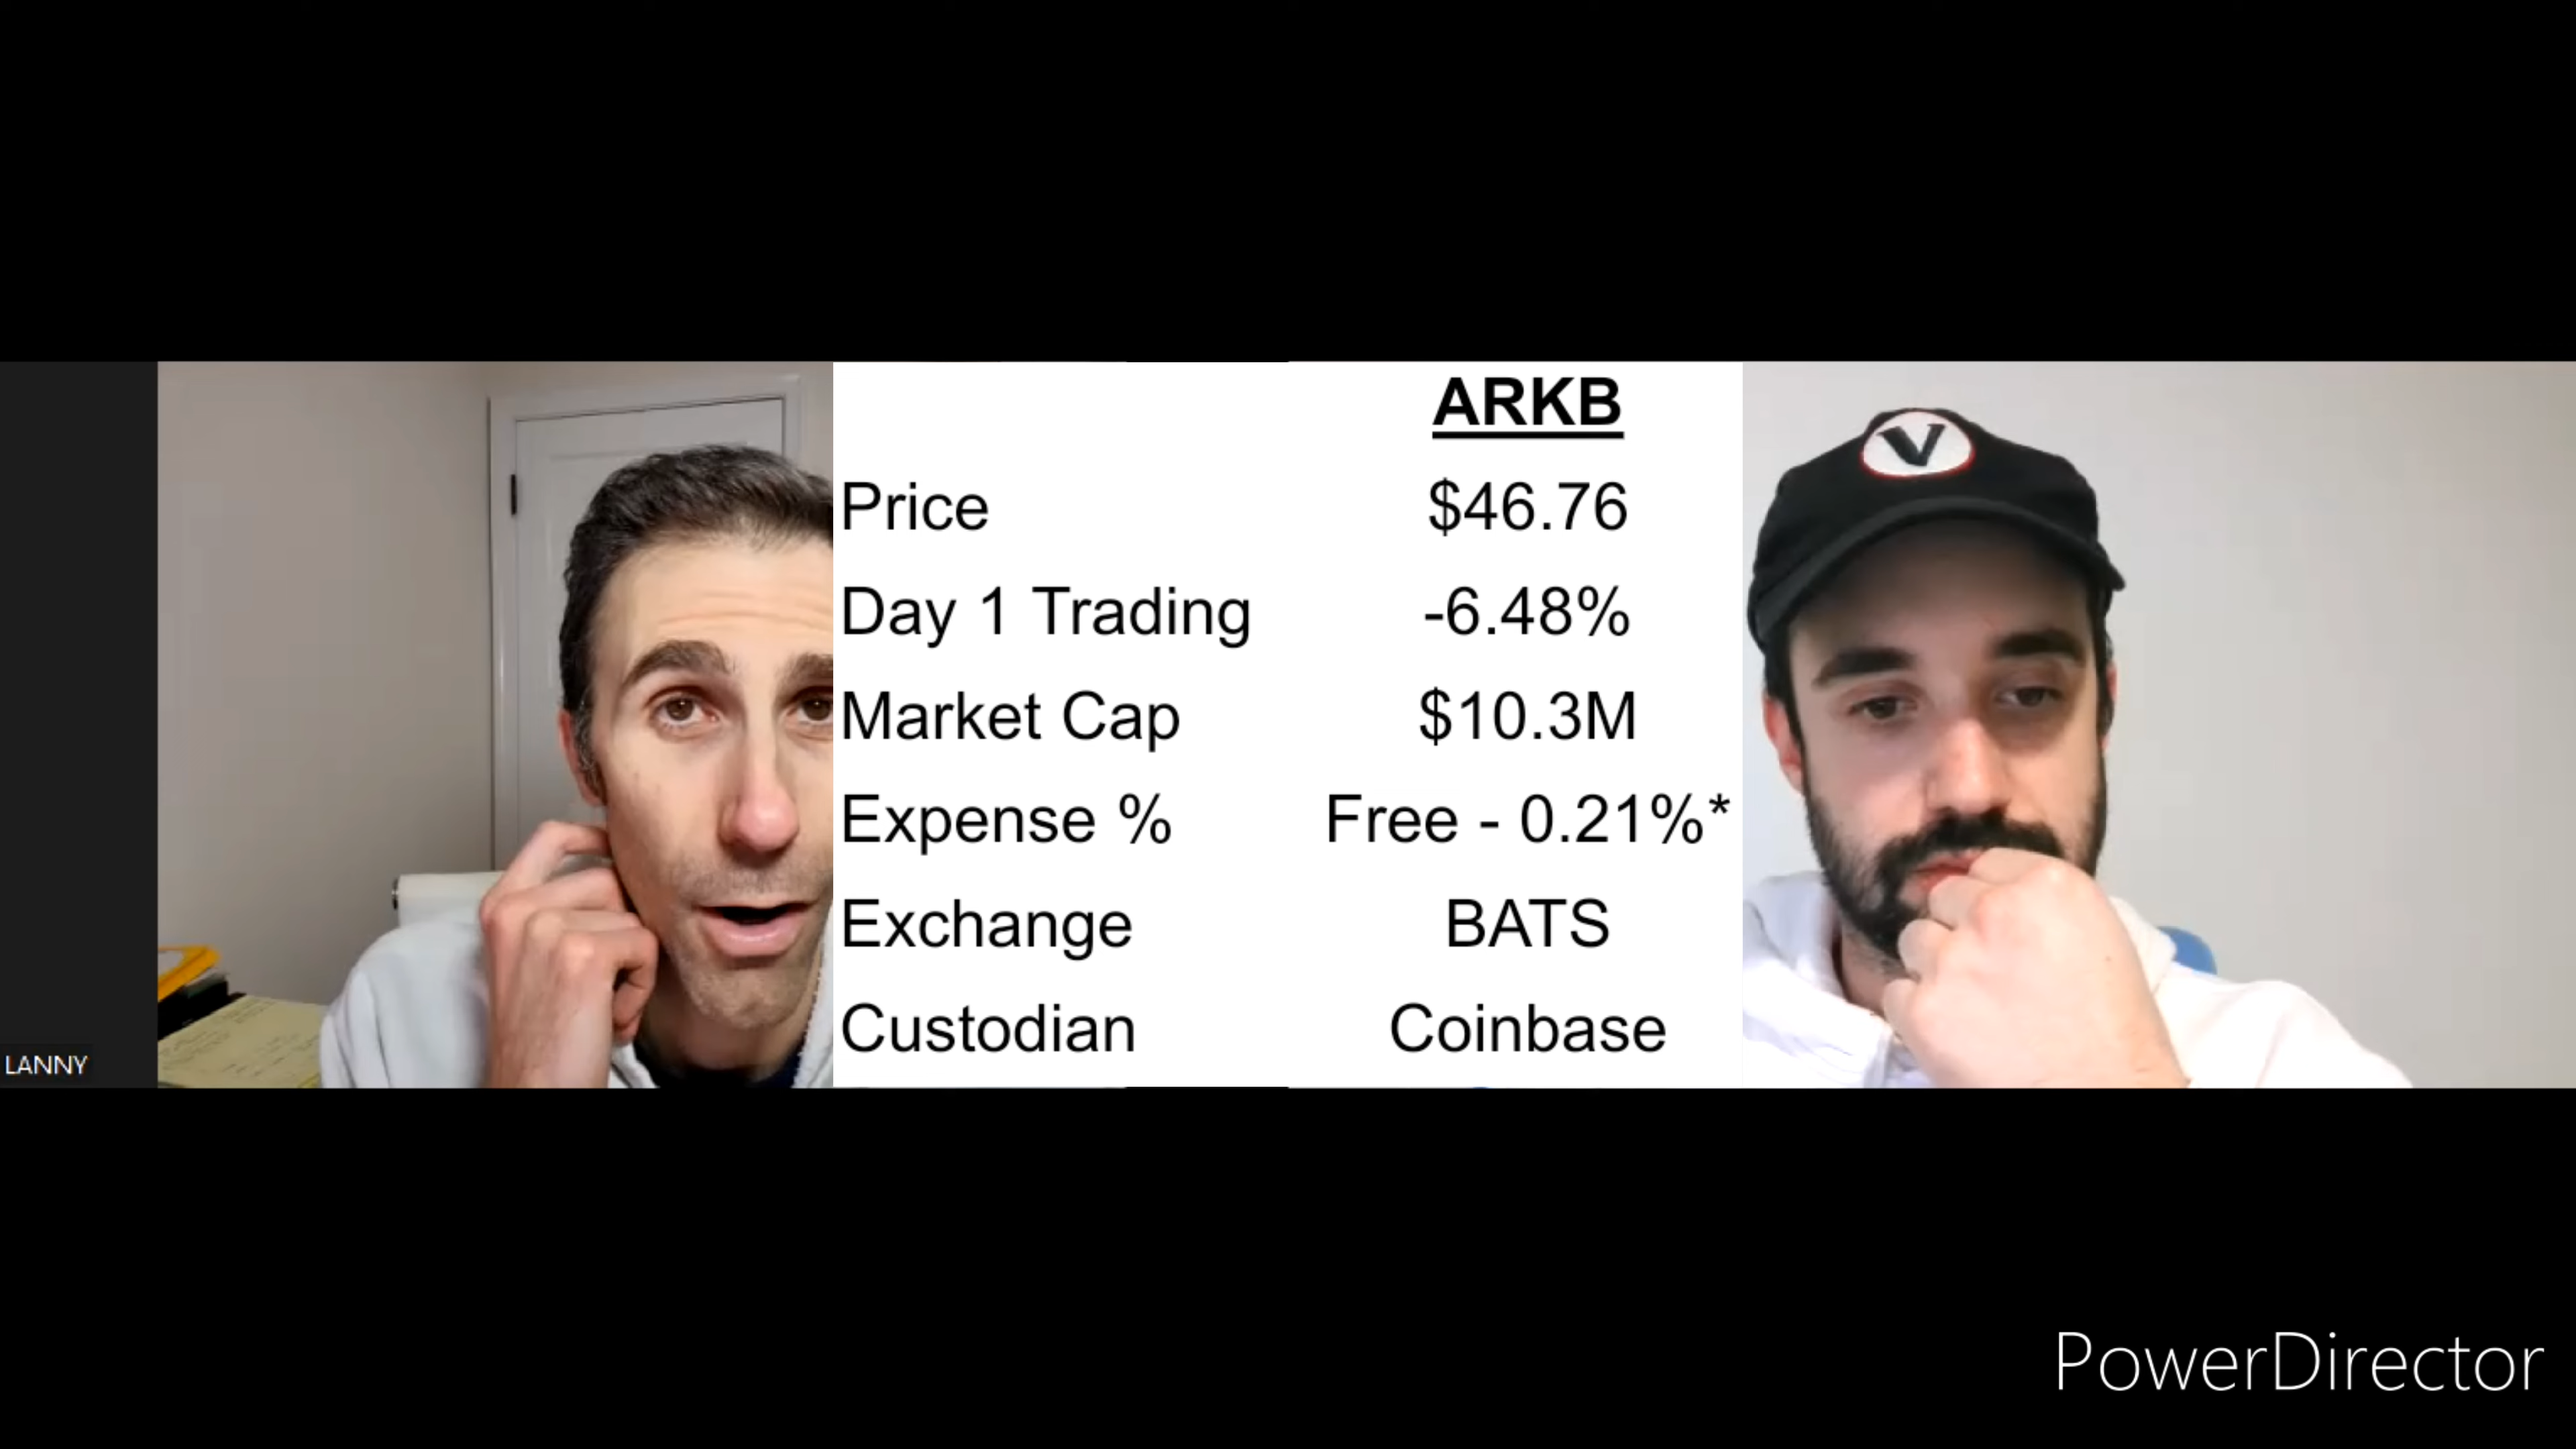 ARKB
Price $46.76
Day 1 Trading -6.48%
Market Cap $10.3M
Expense % Free - 0.21%*
Exchange BATS
Custodian Coinbase
LANNY
V
PowerDirector